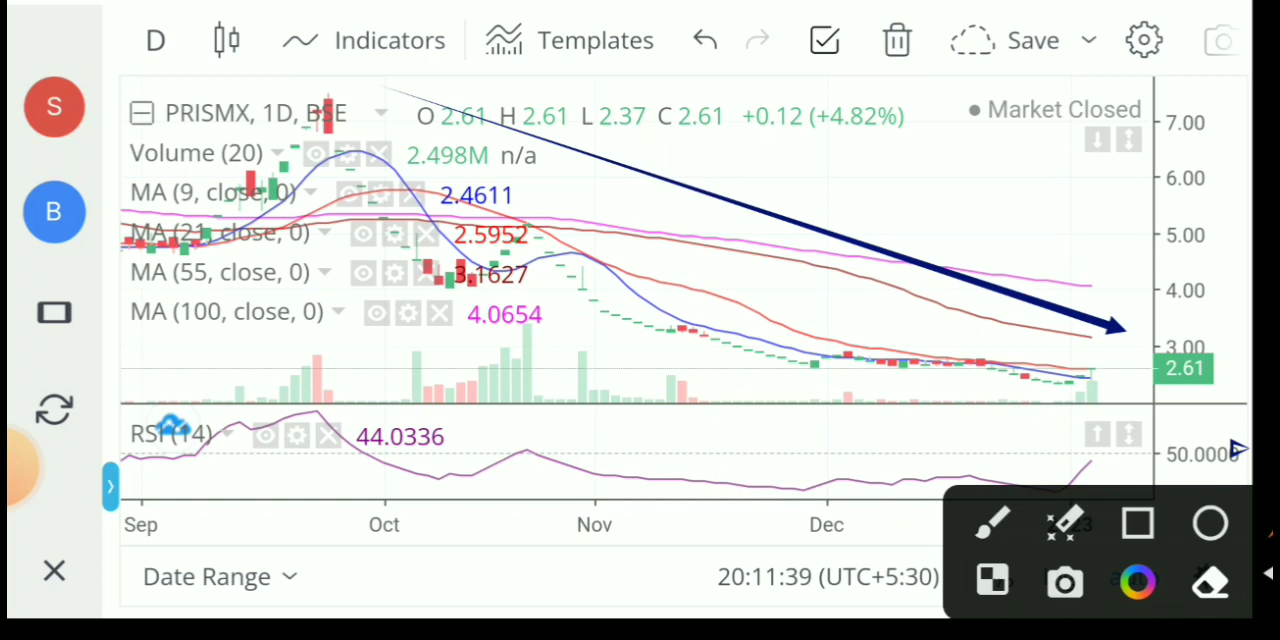 D Indicators Templates Save
S
B
PRISMX, 1D, BSE O 2.61 H 2.61 L 2.37 C 2.61 +0.12 (+4.82%) Market Closed
Volume (20) 2.498M n/a
MA (9, close, 0) 2.4611
MA (21, close, 0) 2.5952
MA (55, close, 0) 3.1627
MA (100, close, 0) 4.0654
7.00
6.00
5.00
4.00
3.00
2.61
RSI (14) 44.0336
50.0000
Sep Oct Nov Dec
Date Range 20:11:39 (UTC+5:30)